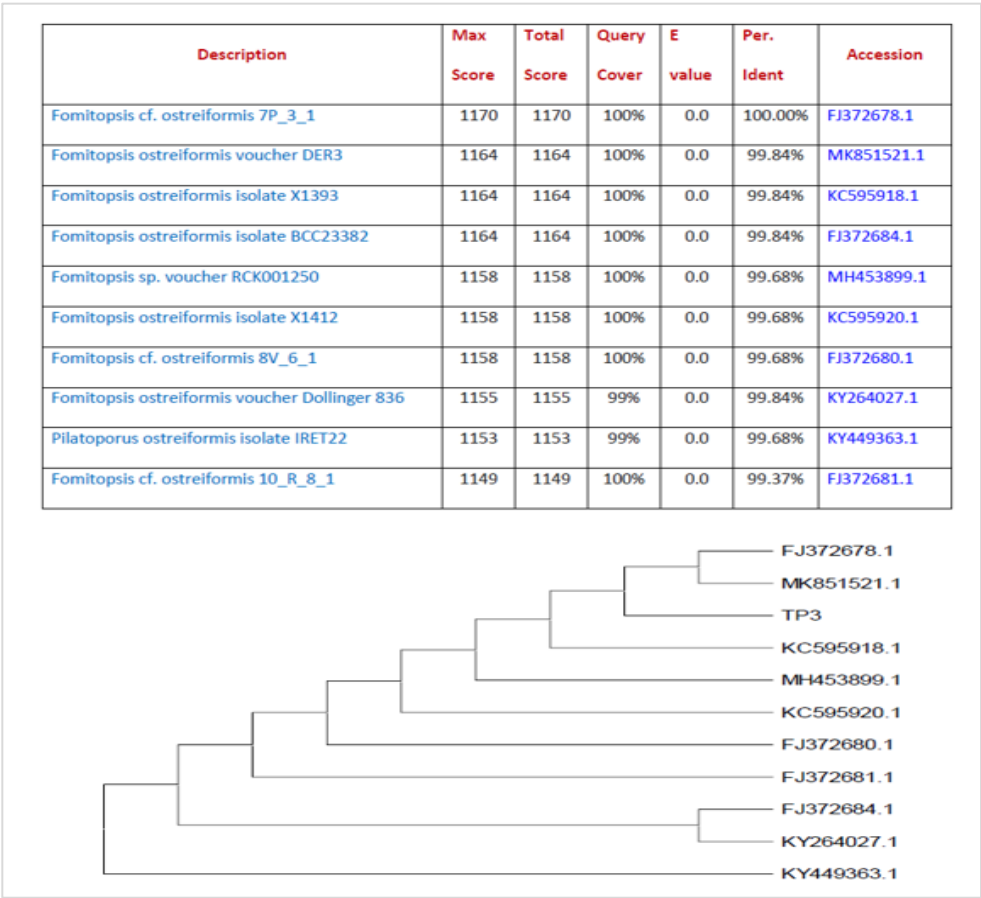 Description Max Score Total Score Query Cover E value Per. Ident Accession
Fomitopsis cf. ostreiformis 7P_3_1 1170 1170 100% 0.0 100.00% FJ372678.1
Fomitopsis ostreiformis voucher DER3 1164 1164 100% 0.0 99.84% MK851521.1
Fomitopsis ostreiformis isolate X1393 1164 1164 100% 0.0 99.84% KC595918.1
Fomitopsis ostreiformis isolate BCC23382 1164 1164 100% 0.0 99.84% FJ372684.1
Fomitopsis sp. voucher RCK001250 1158 1158 100% 0.0 99.68% MH453899.1
Fomitopsis ostreiformis isolate X1412 1158 1158 100% 0.0 99.68% KC595920.1
Fomitopsis cf. ostreiformis 8V_6_1 1158 1158 100% 0.0 99.68% FJ372680.1
Fomitopsis ostreiformis voucher Dollinger 836 1155 1155 99% 0.0 99.84% KY264027.1
Pilatoporus ostreiformis isolate IRET22 1153 1153 99% 0.0 99.68% KY449363.1
Fomitopsis cf. ostreiformis 10_R_8_1 1149 1149 100% 0.0 99.37% FJ372681.1
FJ372678.1
MK851521.1
TP3
KC595918.1
MH453899.1
KC595920.1
FJ372680.1
FJ372681.1
FJ372684.1
KY264027.1
KY449363.1